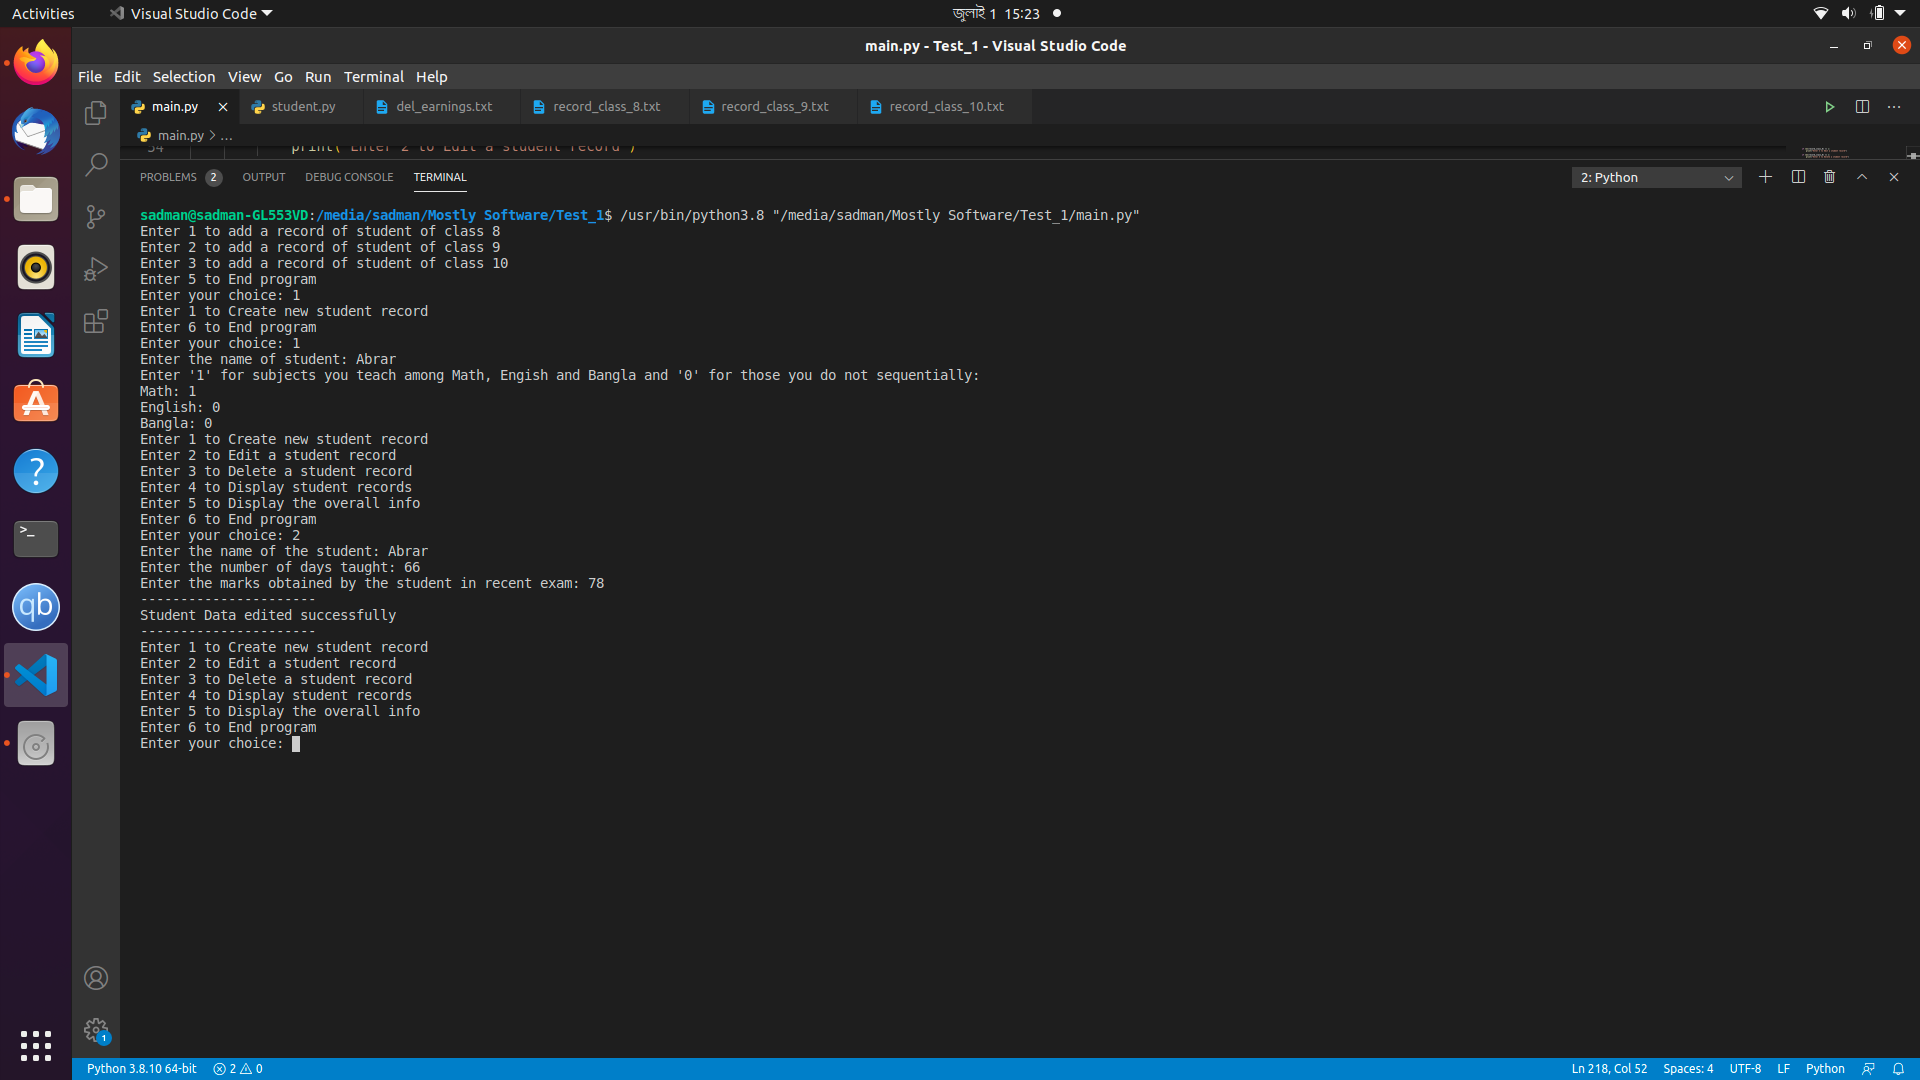 Activities Visual Studio Code জুলাই 1 15:23
main.py - Test_1 - Visual Studio Code
File Edit Selection View Go Run Terminal Help
main.py student.py del_earnings.txt record_class_8.txt record_class_9.txt record_class_10.txt
main.py > ...
54 print("Enter 2 to Edit a student record")
PROBLEMS 2 OUTPUT DEBUG CONSOLE TERMINAL 2: Python
sadman@sadman-GL553VD:/media/sadman/Mostly Software/Test_1$ /usr/bin/python3.8 "/media/sadman/Mostly Software/Test_1/main.py"
Enter 1 to add a record of student of class 8
Enter 2 to add a record of student of class 9
Enter 3 to add a record of student of class 10
Enter 5 to End program
Enter your choice: 1
Enter 1 to Create new student record
Enter 6 to End program
Enter your choice: 1
Enter the name of student: Abrar
Enter '1' for subjects you teach among Math, Engish and Bangla and '0' for those you do not sequentially:
Math: 1
English: 0
Bangla: 0
Enter 1 to Create new student record
Enter 2 to Edit a student record
Enter 3 to Delete a student record
Enter 4 to Display student records
Enter 5 to Display the overall info
Enter 6 to End program
Enter your choice: 2
Enter the name of the student: Abrar
Enter the number of days taught: 66
Enter the marks obtained by the student in recent exam: 78
----------------------
Student Data edited successfully
----------------------
Enter 1 to Create new student record
Enter 2 to Edit a student record
Enter 3 to Delete a student record
Enter 4 to Display student records
Enter 5 to Display the overall info
Enter 6 to End program
Enter your choice:
qb
1
Python 3.8.10 64-bit 2 0 Ln 218, Col 52 Spaces: 4 UTF-8 LF Python